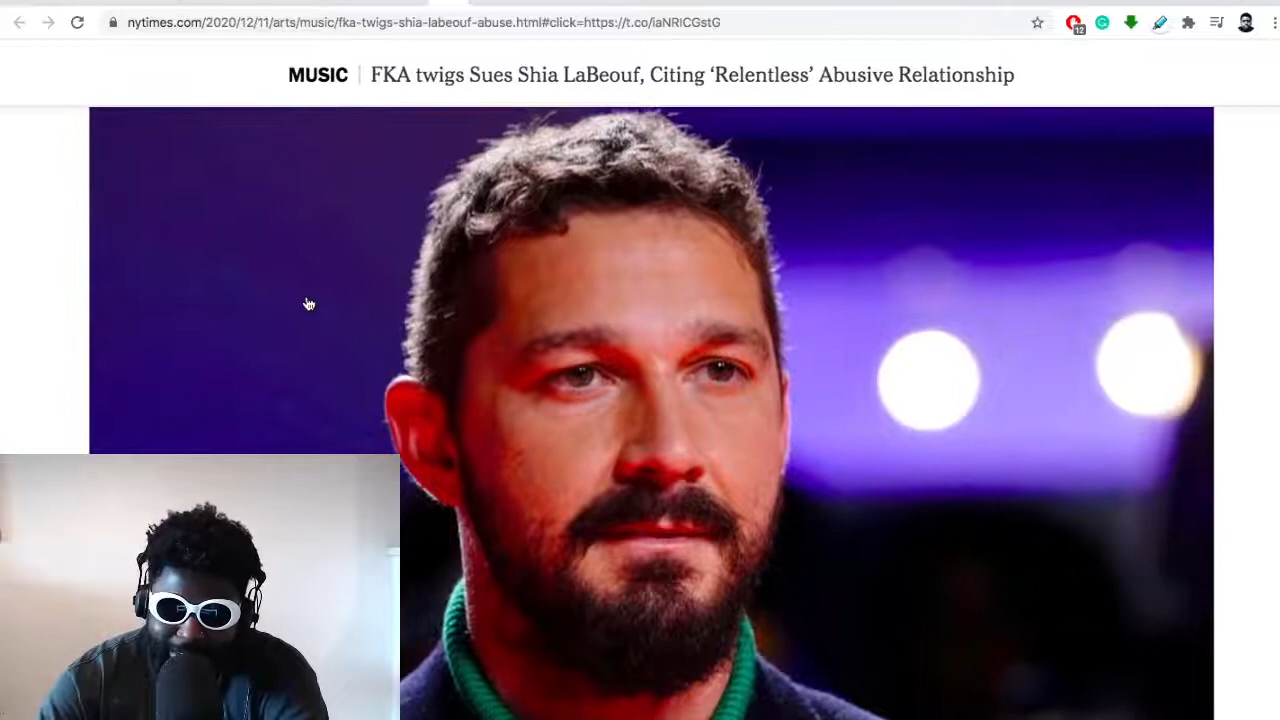 nytimes.com/2020/12/11/arts/music/fka-twigs-shia-labeouf-abuse.html#click=https://t.co/iaNRICGstG
12
MUSIC | FKA twigs Sues Shia LaBeouf, Citing ‘Relentless’ Abusive Relationship